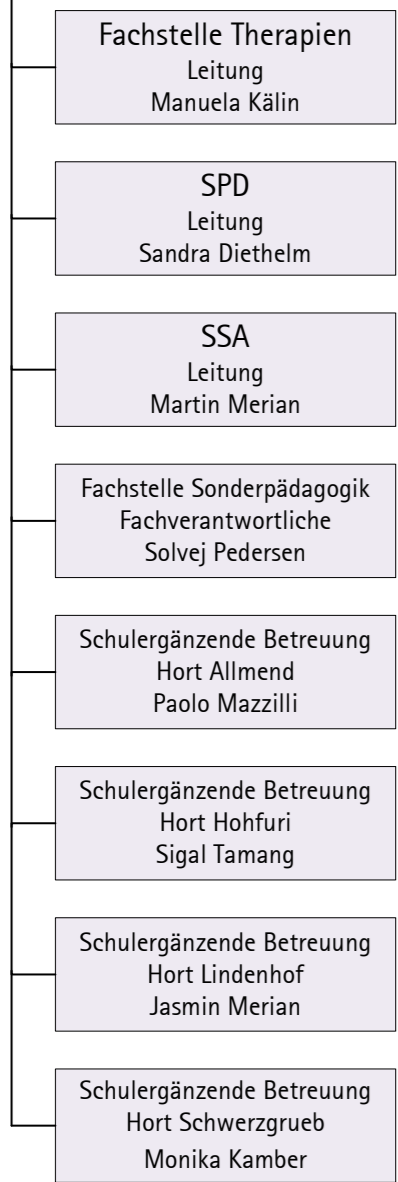 Fachstelle Therapien
Leitung
Manuela Kälin
SPD
Leitung
Sandra Diethelm
SSA
Leitung
Martin Merian
Fachstelle Sonderpädagogik
Fachverantwortliche
Solvej Pedersen
Schulergänzende Betreuung
Hort Allmend
Paolo Mazzilli
Schulergänzende Betreuung
Hort Hohfuri
Sigal Tamang
Schulergänzende Betreuung
Hort Lindenhof
Jasmin Merian
Schulergänzende Betreuung
Hort Schwerzgrueb
Monika Kamber